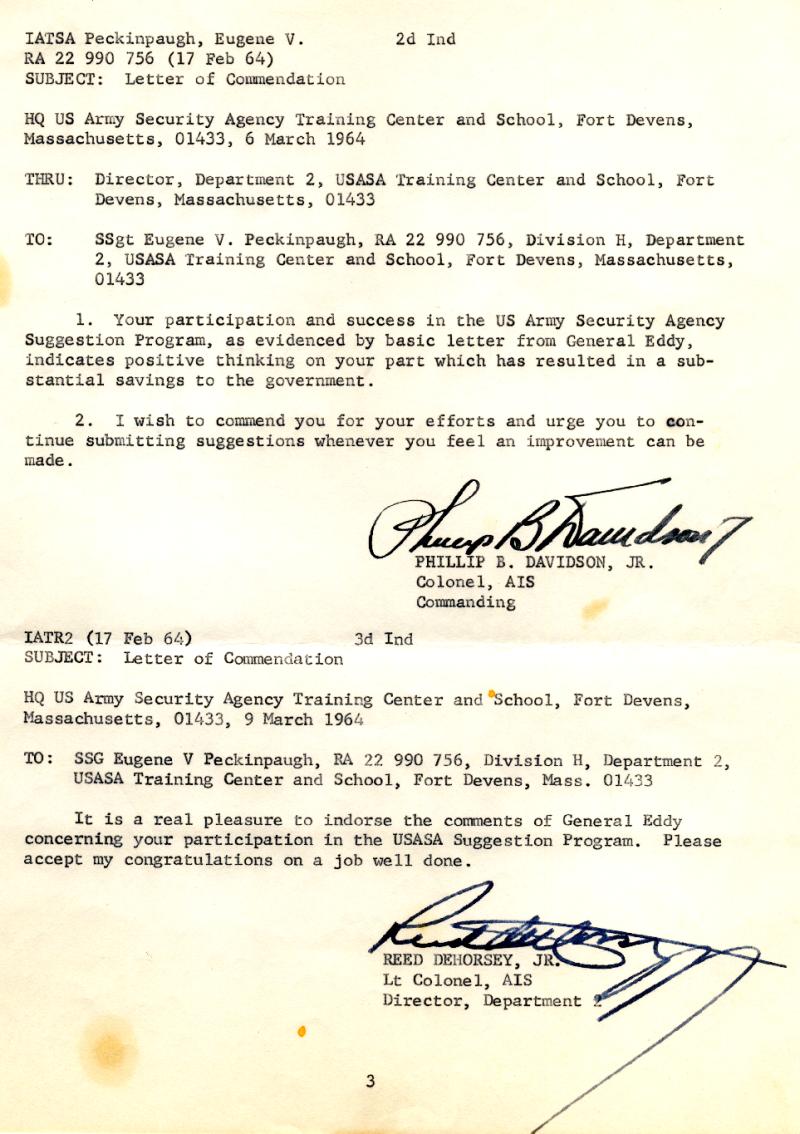 IATSA Peckinpaugh, Eugene V. 2d Ind
RA 22 990 756 (17 Feb 64)
SUBJECT: Letter of Commendation
HQ US Army Security Agency Training Center and School, Fort Devens,
Massachusetts, 01433, 6 March 1964
THRU: Director, Department 2, USASA Training Center and School, Fort
Devens, Massachusetts, 01433
TO: SSgt Eugene V. Peckinpaugh, RA 22 990 756, Division H, Department
2, USASA Training Center and School, Fort Devens, Massachusetts,
01433
1. Your participation and success in the US Army Security Agency
Suggestion Program, as evidenced by basic letter from General Eddy,
indicates positive thinking on your part which has resulted in a sub-
stantial savings to the government.
2. I wish to commend you for your efforts and urge you to con-
tinue submitting suggestions whenever you feel an improvement can be
made.
Phillip B Davidson Jr
PHILLIP B. DAVIDSON, JR.
Colonel, AIS
Commanding
IATR2 (17 Feb 64) 3d Ind
SUBJECT: Letter of Commendation
HQ US Army Security Agency Training Center and School, Fort Devens,
Massachusetts, 01433, 9 March 1964
TO: SSG Eugene V Peckinpaugh, RA 22 990 756, Division H, Department 2,
USASA Training Center and School, Fort Devens, Mass. 01433
It is a real pleasure to indorse the comments of General Eddy
concerning your participation in the USASA Suggestion Program. Please
accept my congratulations on a job well done.
REED DEHORSEY, JR.
Lt Colonel, AIS
Director, Department 2
3